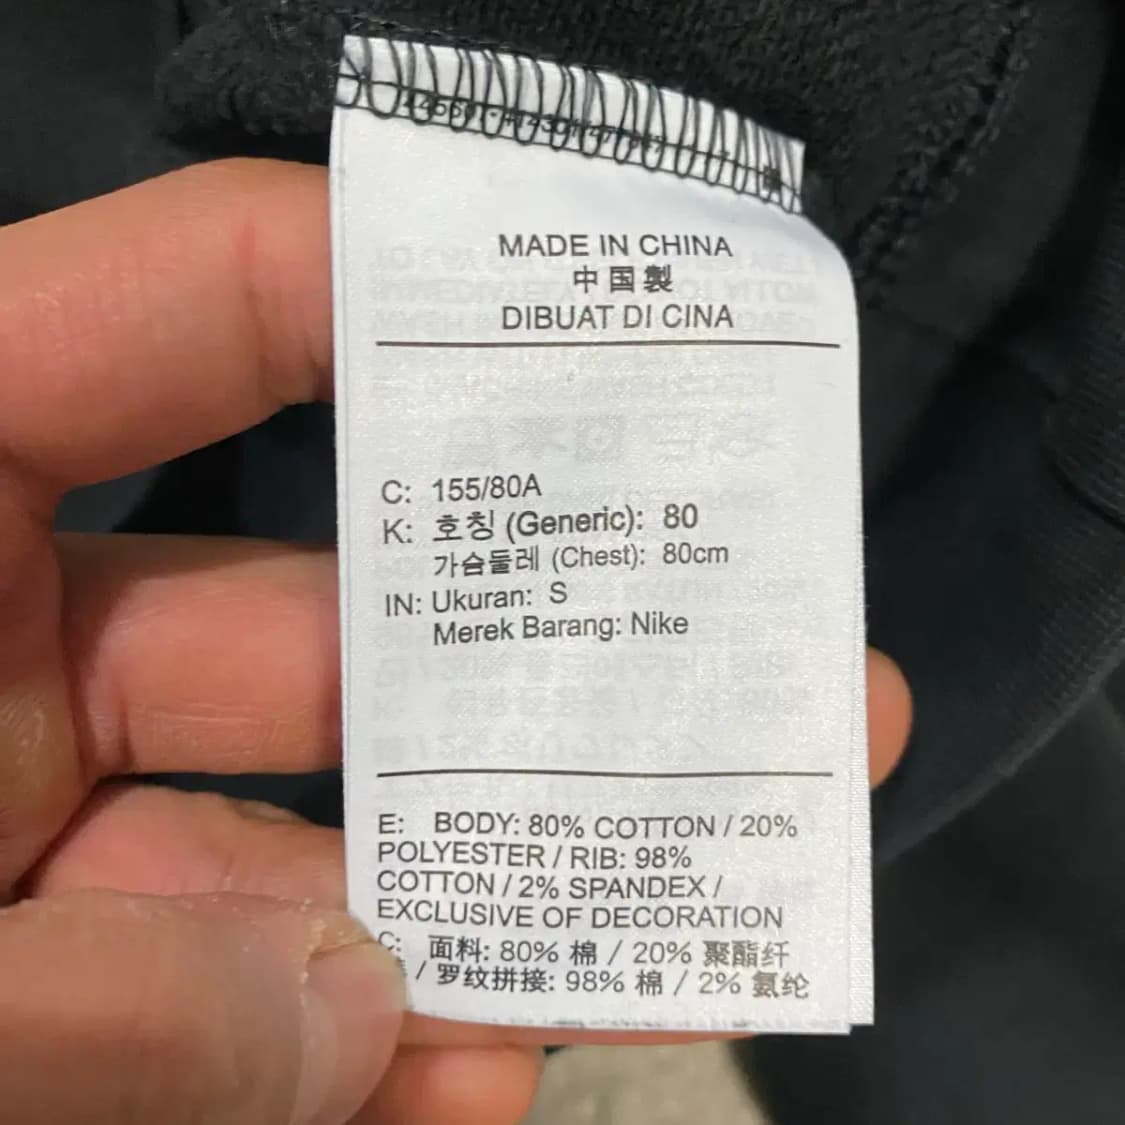 MADE IN CHINA
中国製
DIBUAT DI CINA
C: 155/80A
K: 호칭 (Generic): 80
가슴둘레 (Chest): 80cm
IN: Ukuran: S
Merek Barang: Nike
E: BODY: 80% COTTON / 20%
POLYESTER / RIB: 98%
COTTON / 2% SPANDEX /
EXCLUSIVE OF DECORATION
C: 面料: 80% 棉 / 20% 聚酯纤
/ 罗纹拼接: 98% 棉 / 2% 氨纶